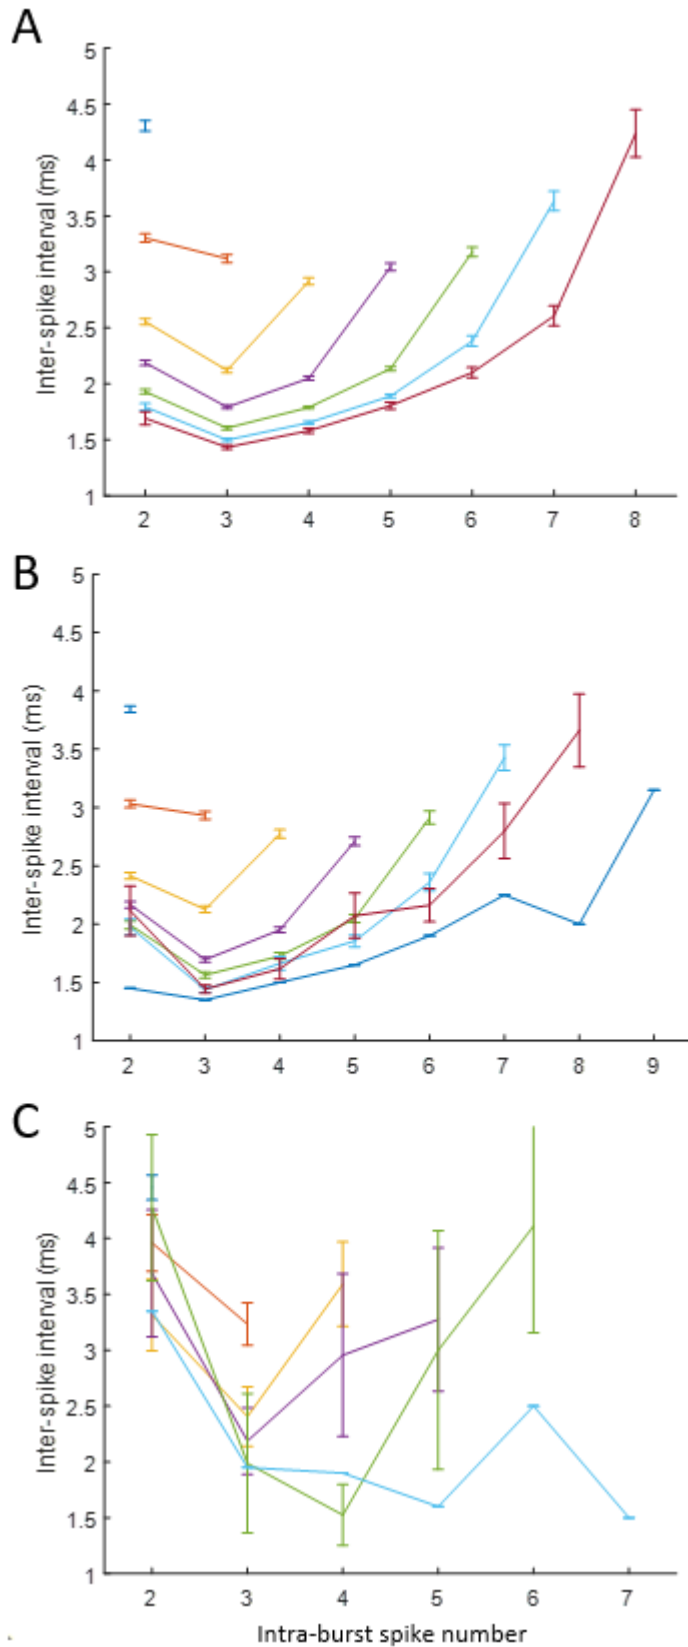 A
5
4.5
4
3.5
3
2.5
2
1.5
1
Inter-spike interval (ms)
2 3 4 5 6 7 8
B
5
4.5
4
3.5
3
2.5
2
1.5
1
Inter-spike interval (ms)
2 3 4 5 6 7 8 9
C
5
4.5
4
3.5
3
2.5
2
1.5
1
Inter-spike interval (ms)
2 3 4 5 6 7
Intra-burst spike number